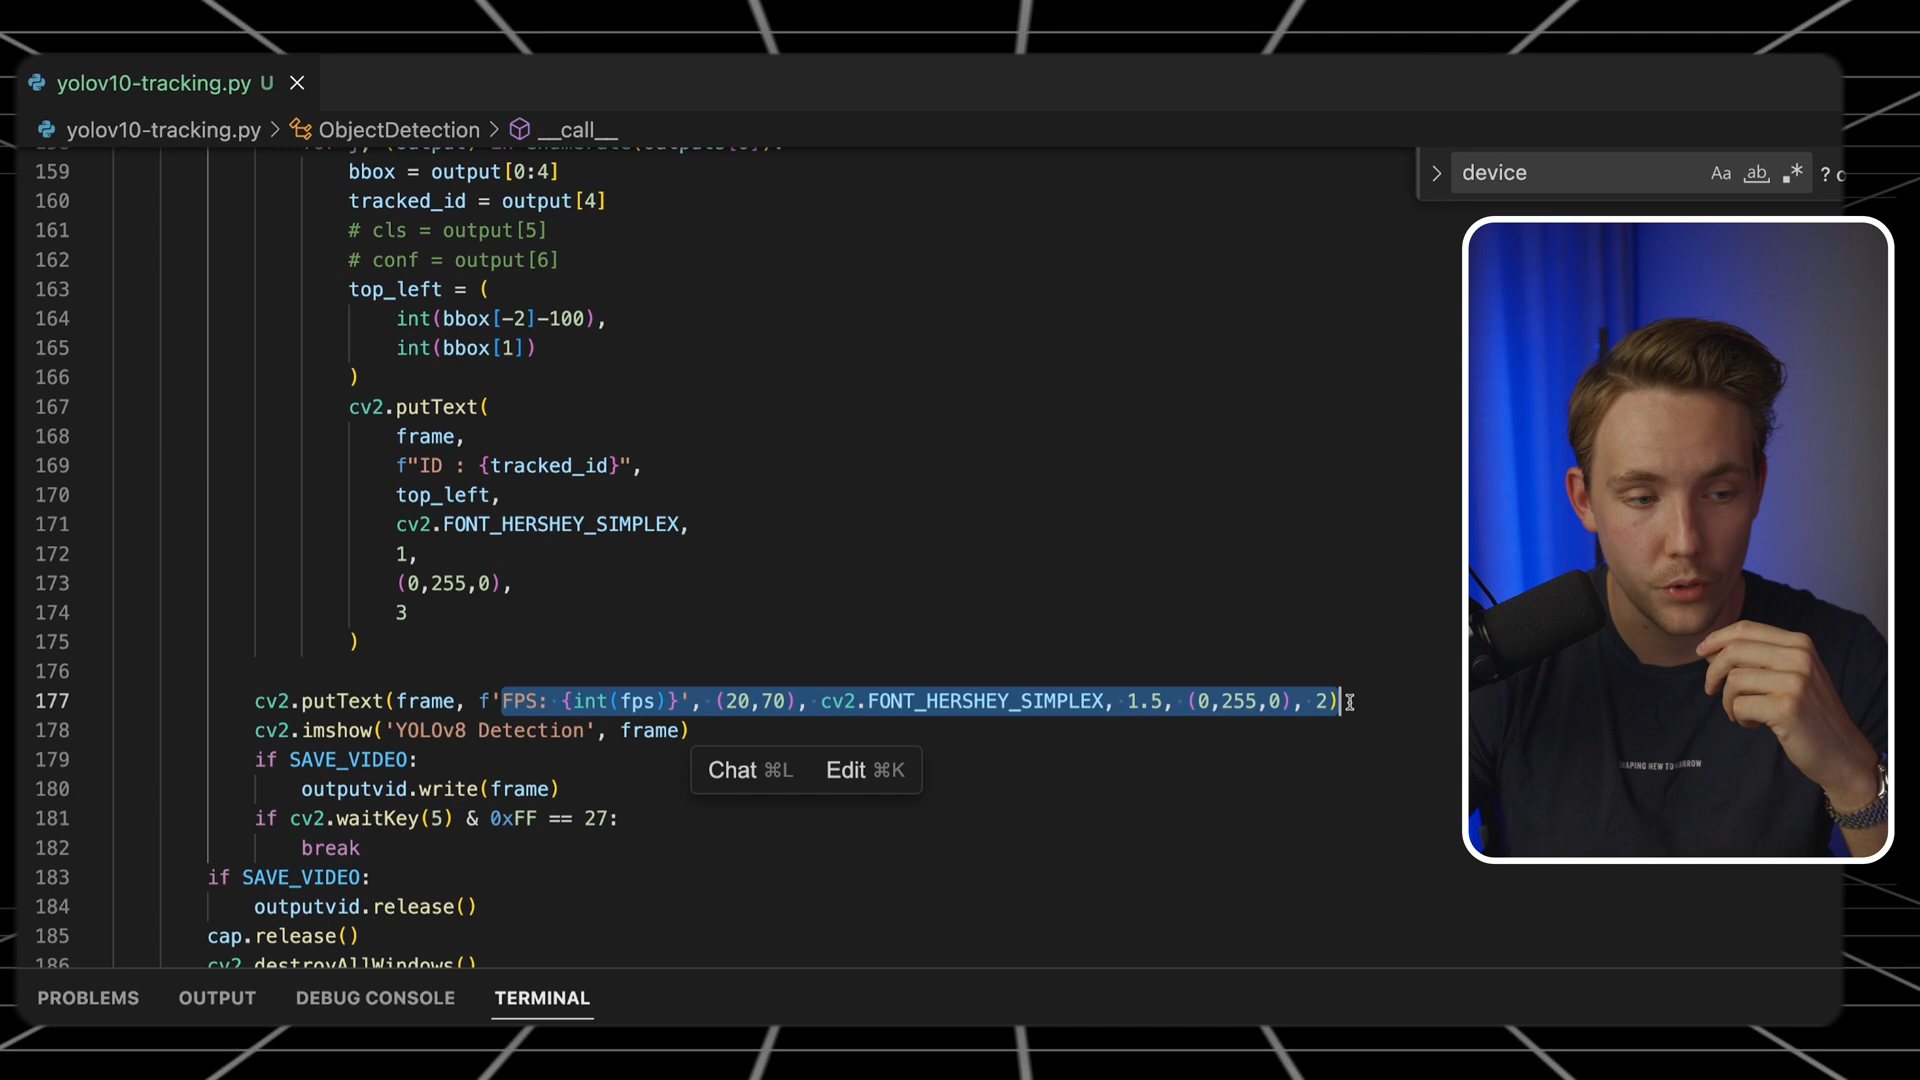 yolov10-tracking.py U
yolov10-tracking.py > ObjectDetection > __call__
device Aa ab .* ?
159 bbox = output[0:4]
160 tracked_id = output[4]
161 # cls = output[5]
162 # conf = output[6]
163 top_left = (
164 int(bbox[-2]-100),
165 int(bbox[1])
166 )
167 cv2.putText(
168 frame,
169 f"ID : {tracked_id}",
170 top_left,
171 cv2.FONT_HERSHEY_SIMPLEX,
172 1,
173 (0,255,0),
174 3
175 )
176
177 cv2.putText(frame, f'FPS: {int(fps)}', (20,70), cv2.FONT_HERSHEY_SIMPLEX, 1.5, (0,255,0), 2)
178 cv2.imshow('YOLOv8 Detection', frame)
Chat ⌘L Edit ⌘K
179 if SAVE_VIDEO:
180 outputvid.write(frame)
181 if cv2.waitKey(5) & 0xFF == 27:
182 break
183 if SAVE_VIDEO:
184 outputvid.release()
185 cap.release()
186 cv2.destroyAllWindows()
PROBLEMS OUTPUT DEBUG CONSOLE TERMINAL